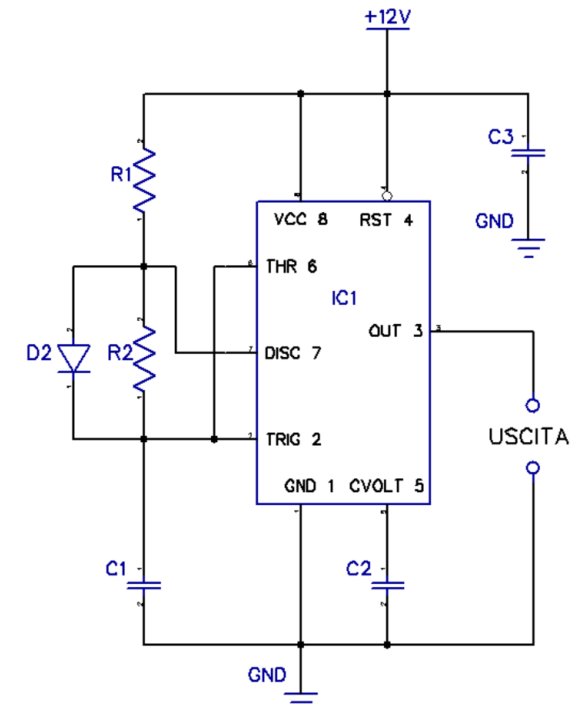 +12V
C3
R1
GND
VCC 8 RST 4
THR 6
IC1
OUT 3
D2 R2 DISC 7
TRIG 2
USCITA
GND 1 CVOLT 5
C1 C2
GND